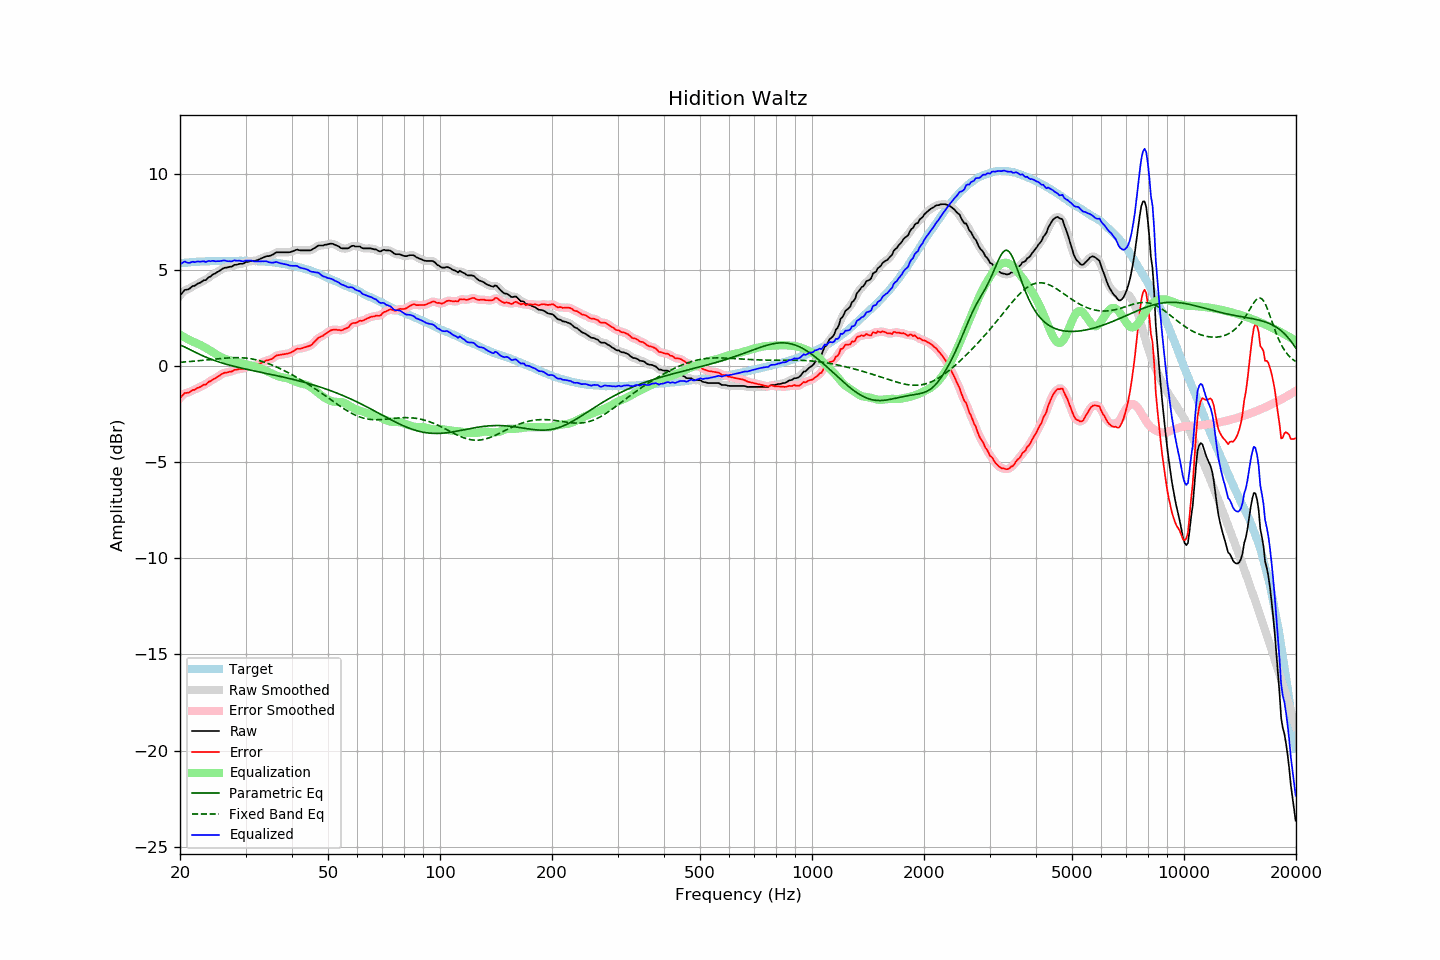 Hidition Waltz
Amplitude (dBr)
10
5
0
−5
−10
−15
−20
−25
Target
Raw Smoothed
Error Smoothed
Raw
Error
Equalization
Parametric Eq
Fixed Band Eq
Equalized
20 50 100 200 500 1000 2000 5000 10000 20000
Frequency (Hz)